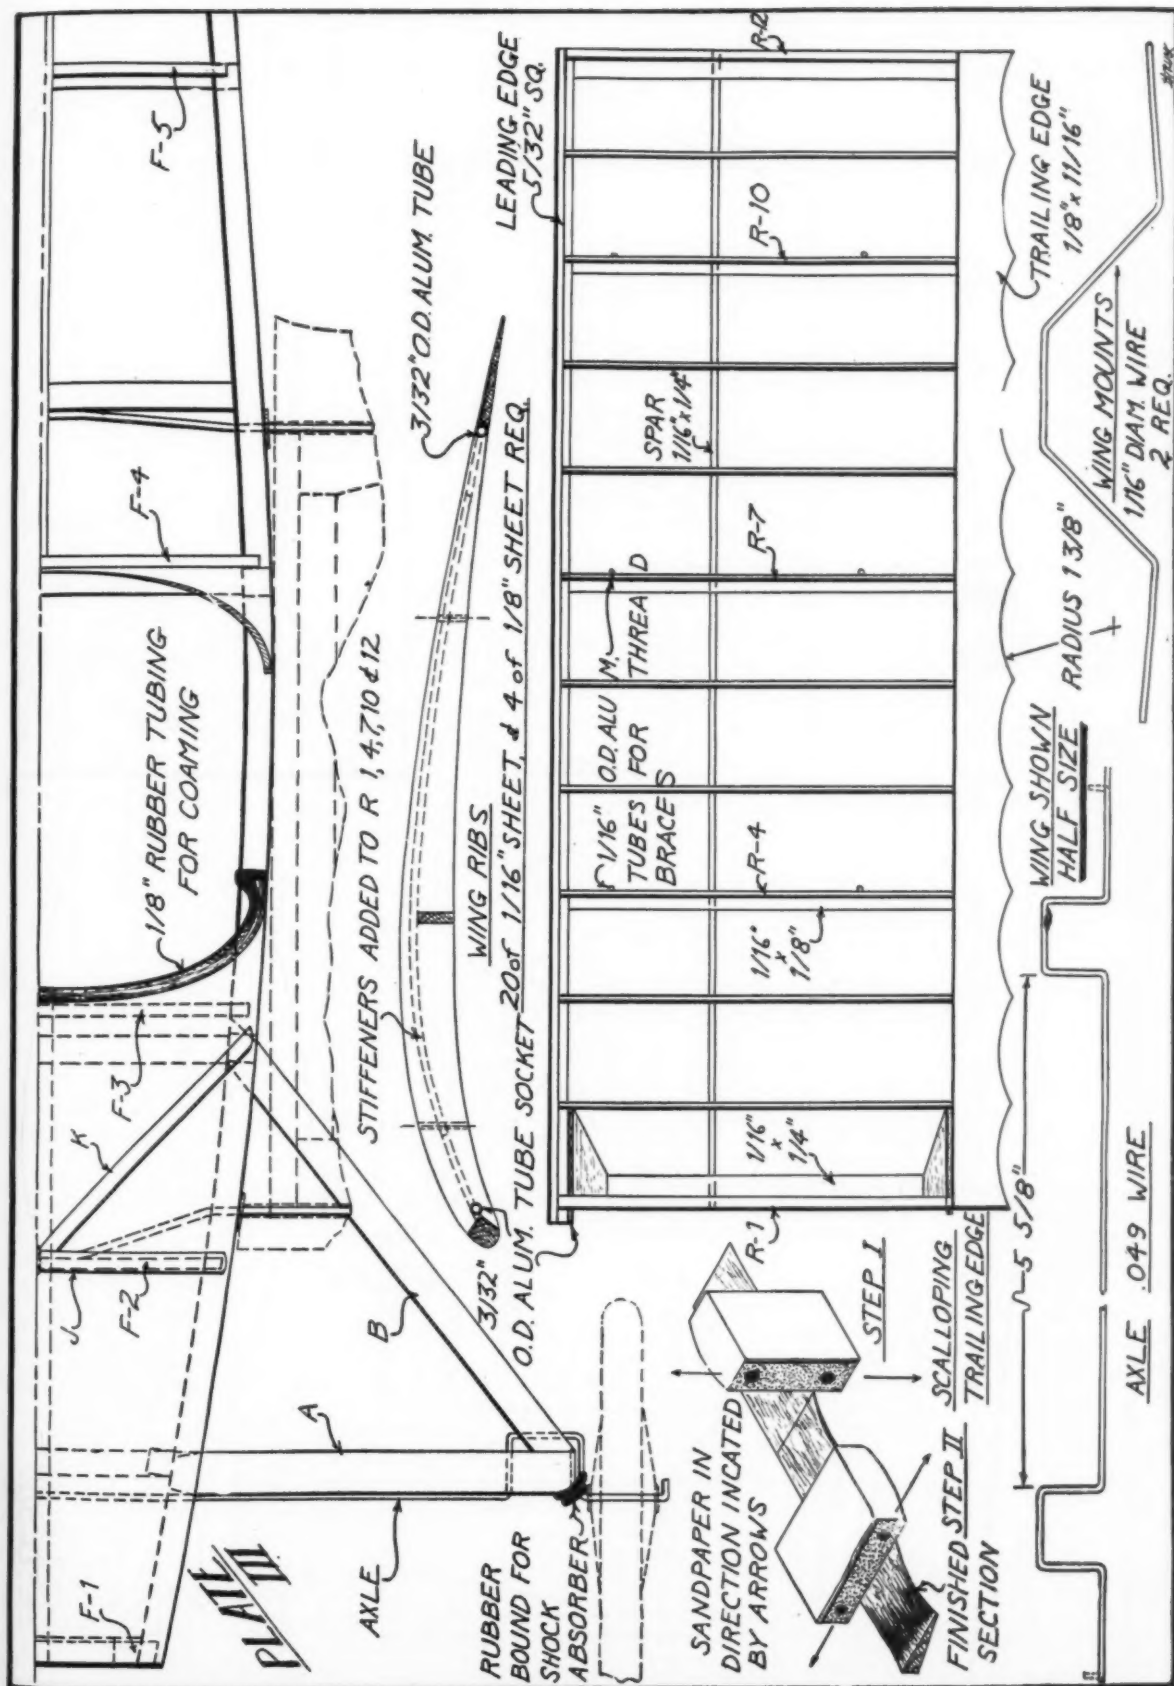 PLATE III
F-1
J
F-2
K
F-3
1/8" RUBBER TUBING
FOR COAMING
F-4
F-5
AXLE
A
B
STIFFENERS ADDED TO R 1,4,7,10 & 12
3/32" O.D. ALUM. TUBE
RUBBER
BOUND FOR
SHOCK
ABSORBER
3/32"
O.D. ALUM. TUBE SOCKET
WING RIBS
20 of 1/16" SHEET & 4 of 1/8" SHEET REQ.
LEADING EDGE
5/32" SQ.
SANDPAPER IN
DIRECTION INCATED
BY ARROWS
STEP I
SCALLOPING
TRAILING EDGE
FINISHED STEP II
SECTION
R-1
1/16"
x
1/4"
1/16"
x
1/8"
R-4
1/16" O.D. ALU M. THREA D
TUBES FOR
BRACE S
R-7
SPAR
1/16" x 1/4"
R-10
R-12
5 5/8"
WING SHOWN
HALF SIZE
RADIUS 1 3/8"
TRAILING EDGE
1/8" x 11/16"
WING MOUNTS
1/16" DIAM. WIRE
2 REQ.
AXLE .049 WIRE